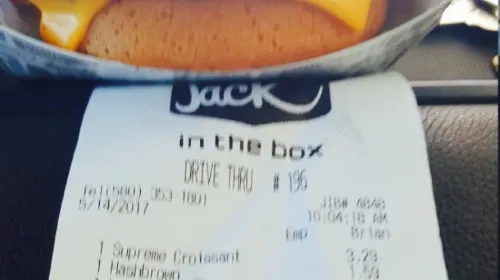 Jack
in the box
DRIVE THRU # 196
Tel(580) 353 1801 JIB# 4848
5/14/2017 10:04:18 AM
Emp Brian
1 Supreme Croissant 3.29
1 Hashbrown 1.59